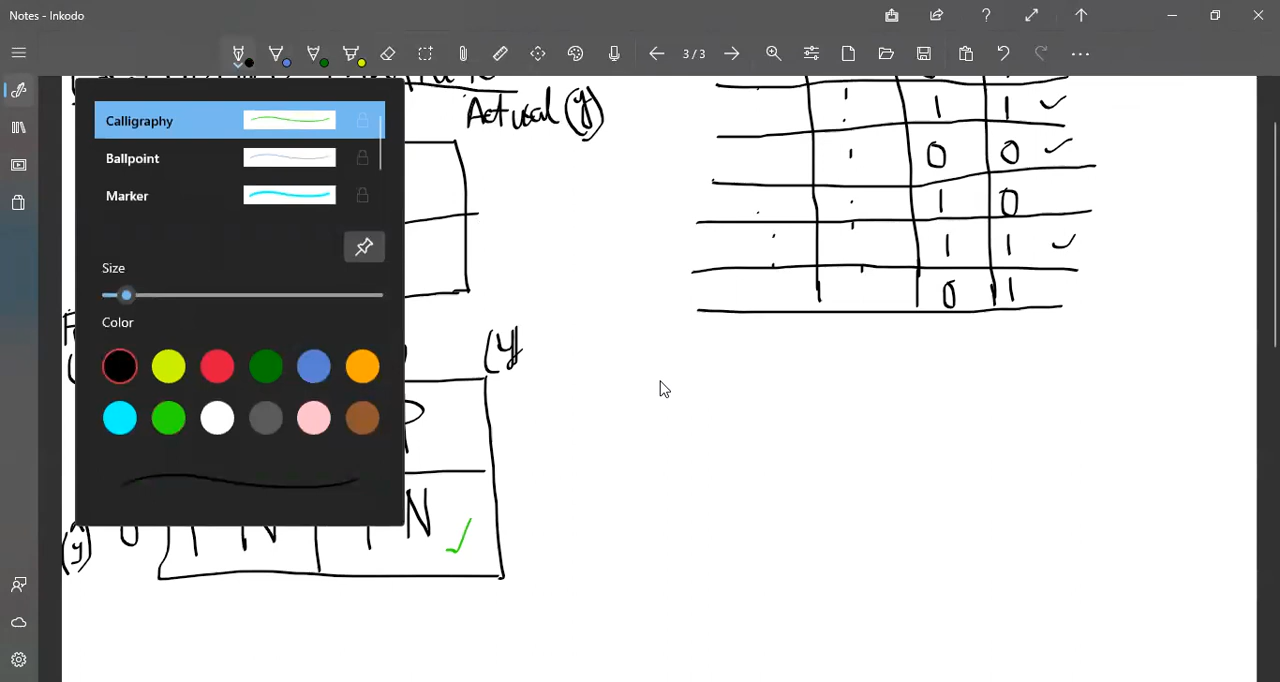 Notes - Inkodo
3/3
Actual (y)
Calligraphy
Ballpoint
Marker
Size
Color
1 1 ✓
0 0 ✓
1 0
1 1 ✓
0 1
(y
P
N ✓
(ŷ) 0